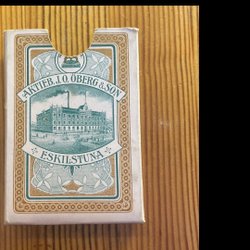 AKTIEB. J. O. ÖBERG & SON
ESKILSTUNA